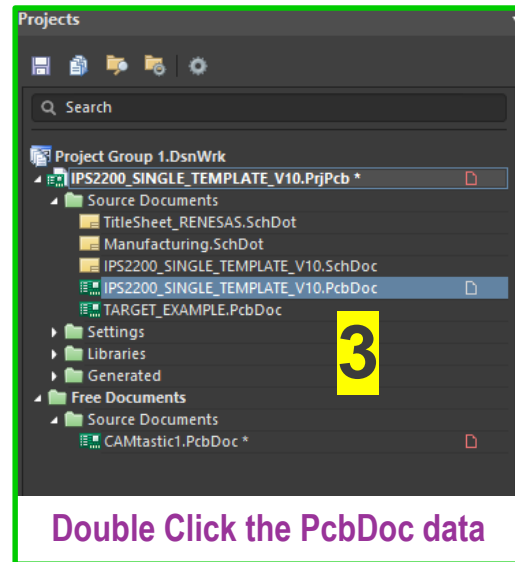 Projects
Search
Project Group 1.DsnWrk
IPS2200_SINGLE_TEMPLATE_V10.PrjPcb *
Source Documents
TitleSheet_RENESAS.SchDot
Manufacturing.SchDot
IPS2200_SINGLE_TEMPLATE_V10.SchDoc
IPS2200_SINGLE_TEMPLATE_V10.PcbDoc
TARGET_EXAMPLE.PcbDoc
Settings
Libraries
Generated
3
Free Documents
Source Documents
CAMtastic1.PcbDoc *
Double Click the PcbDoc data